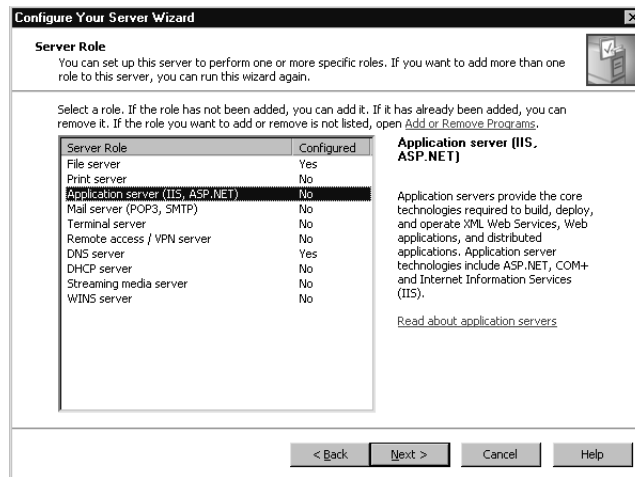 Configure Your Server Wizard
Server Role
You can set up this server to perform one or more specific roles. If you want to add more than one
role to this server, you can run this wizard again.
Select a role. If the role has not been added, you can add it. If it has already been added, you can
remove it. If the role you want to add or remove is not listed, open Add or Remove Programs.
Server Role Configured
File server Yes
Print server No
Application server (IIS, ASP.NET) No
Mail server (POP3, SMTP) No
Terminal server No
Remote access / VPN server No
DNS server Yes
DHCP server No
Streaming media server No
WINS server No
Application server (IIS,
ASP.NET)
Application servers provide the core
technologies required to build, deploy,
and operate XML Web Services, Web
applications, and distributed
applications. Application server
technologies include ASP.NET, COM+
and Internet Information Services
(IIS).
Read about application servers
< Back Next > Cancel Help